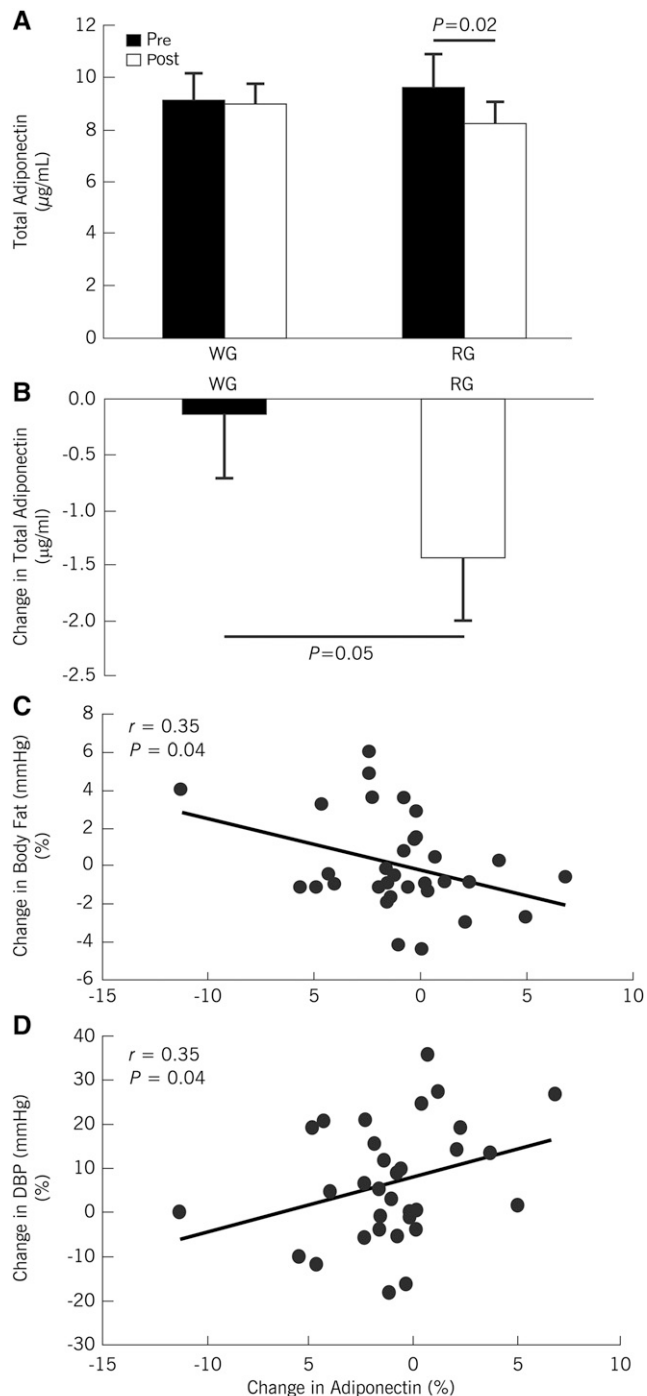 A
12
Pre
Post
P=0.02
10
8
6
4
2
0
Total Adiponectin
(µg/mL)
WG
RG
B
WG
RG
0.0
-0.5
-1.0
-1.5
-2.0
-2.5
Change in Total Adiponectin
(µg/ml)
P=0.05
C
8
6
4
2
0
-2
-4
-6
r = 0.35
P = 0.04
Change in Body Fat (mmHg)
(%)
-15
-10
5
0
5
10
D
40
30
20
10
0
-10
-20
-30
r = 0.35
P = 0.04
Change in DBP (mmHg)
(%)
-15
-10
5
0
5
10
Change in Adiponectin (%)